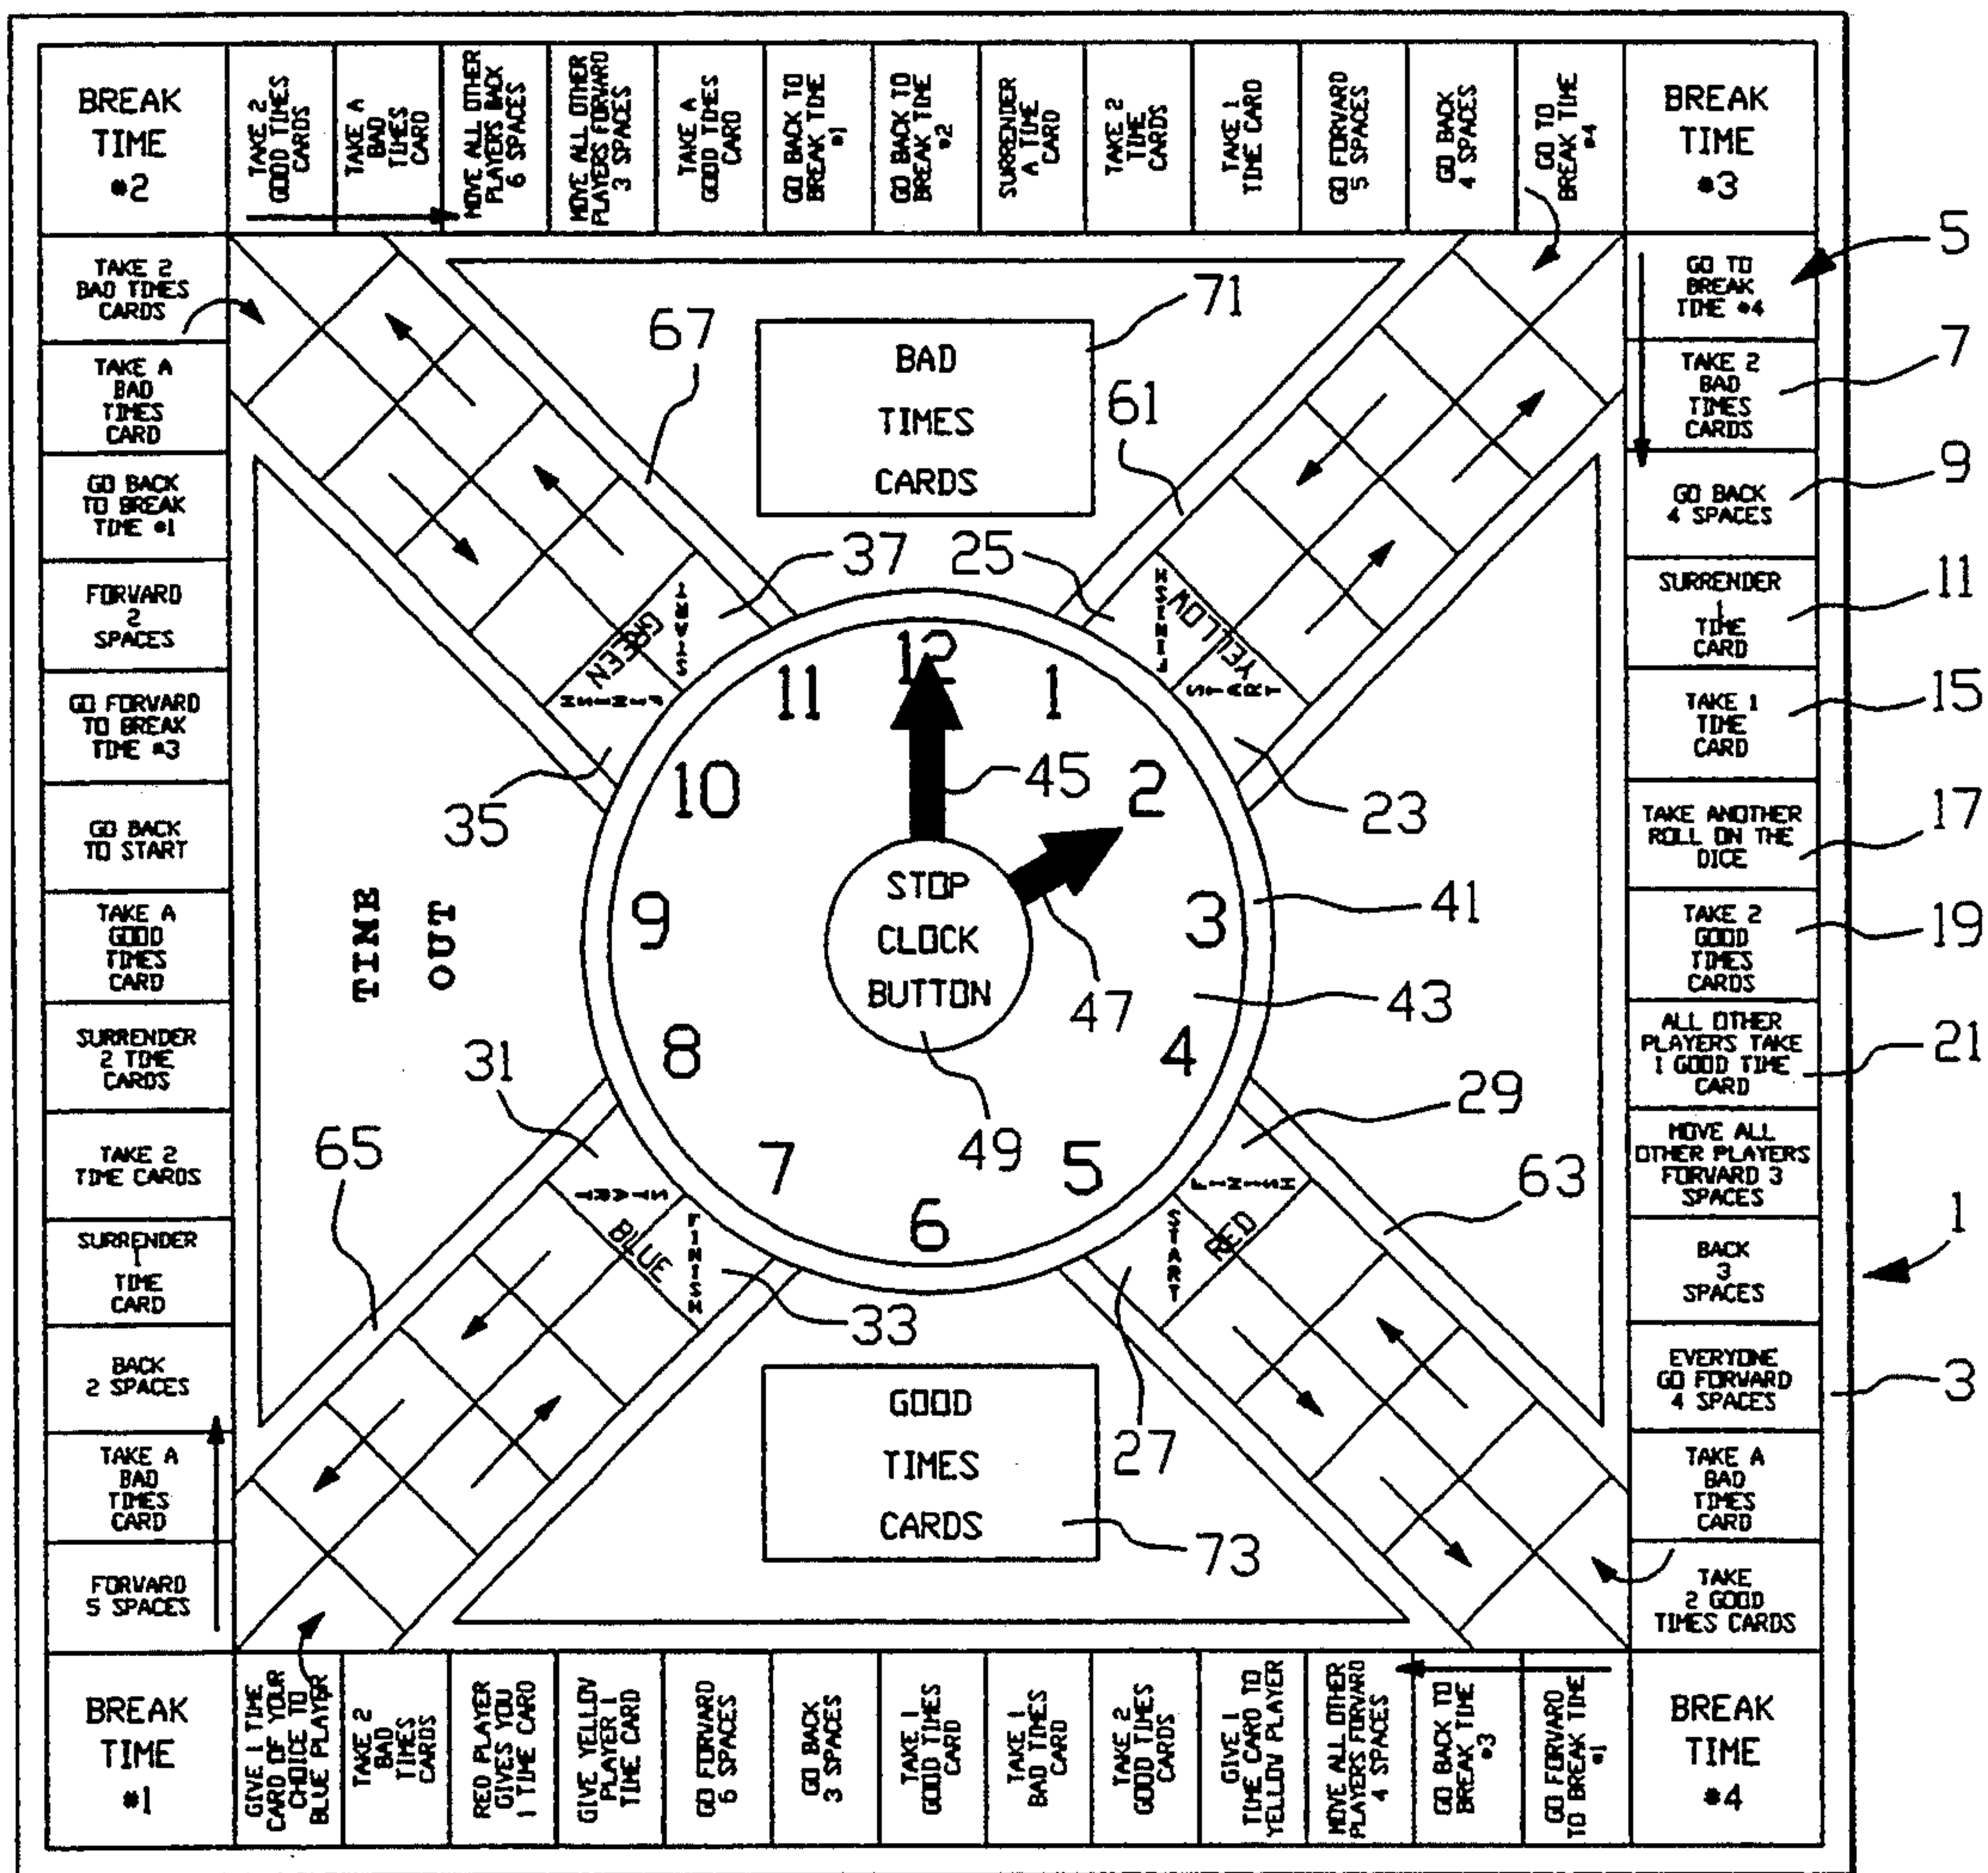 BREAK
TIME
#2
TAKE 2
GOOD TIMES
CARDS
TAKE A
BAD
TIMES
CARD
MOVE ALL OTHER
PLAYERS BACK
6 SPACES
MOVE ALL OTHER
PLAYERS FORWARD
3 SPACES
TAKE A
GOOD TIMES
CARD
GO BACK TO
BREAK TIME
#1
GO BACK TO
BREAK TIME
#2
SURRENDER
A TIME
CARD
TAKE 2
TIME
CARDS
TAKE 1
TIME CARD
GO FORWARD
5 SPACES
GO BACK
4 SPACES
GO TO
BREAK TIME
#4
BREAK
TIME
#3
TAKE 2
BAD TIMES
CARDS
TAKE A
BAD
TIMES
CARD
GO BACK
TO BREAK
TIME #1
FORWARD
2
SPACES
GO FORWARD
TO BREAK
TIME #3
GO BACK
TO START
TAKE A
GOOD
TIMES
CARD
SURRENDER
2 TIME
CARDS
TAKE 2
TIME CARDS
SURRENDER
1
TIME
CARD
BACK
2 SPACES
TAKE A
BAD
TIMES
CARD
FORWARD
5 SPACES
BAD
TIMES
CARDS
71
67
61
37
25
GREEN
START
FINISH
YELLOW
FINISH
START
35
23
TIME
OUT
12
1
2
3
4
5
6
7
8
9
10
11
STOP
CLOCK
BUTTON
45
47
41
43
49
31
29
65
63
BLUE
START
FINISH
RED
FINISH
START
33
27
GOOD
TIMES
CARDS
73
GO TO
BREAK
TIME #4
5
TAKE 2
BAD
TIMES
CARDS
7
GO BACK
4 SPACES
9
SURRENDER
1
TIME
CARD
11
TAKE 1
TIME
CARD
15
TAKE ANOTHER
ROLL ON THE
DICE
17
TAKE 2
GOOD
TIMES
CARDS
19
ALL OTHER
PLAYERS TAKE
1 GOOD TIME
CARD
21
MOVE ALL
OTHER PLAYERS
FORWARD 3
SPACES
BACK
3
SPACES
1
EVERYONE
GO FORWARD
4 SPACES
3
TAKE A
BAD
TIMES
CARD
TAKE
2 GOOD
TIMES CARDS
BREAK
TIME
#1
GIVE 1 TIME
CARD OF YOUR
CHOICE TO
BLUE PLAYER
TAKE 2
BAD
TIMES
CARDS
RED PLAYER
GIVES YOU
1 TIME CARD
GIVE YELLOW
PLAYER 1
TIME CARD
GO FORWARD
6 SPACES
GO BACK
3 SPACES
TAKE 1
GOOD TIMES
CARD
TAKE 1
BAD TIMES
CARD
TAKE 2
GOOD TIMES
CARDS
GIVE 1
TIME CARD TO
YELLOW PLAYER
MOVE ALL OTHER
PLAYERS FORWARD
4 SPACES
GO BACK TO
BREAK TIME
#3
GO FORWARD
TO BREAK TIME
#1
BREAK
TIME
#4